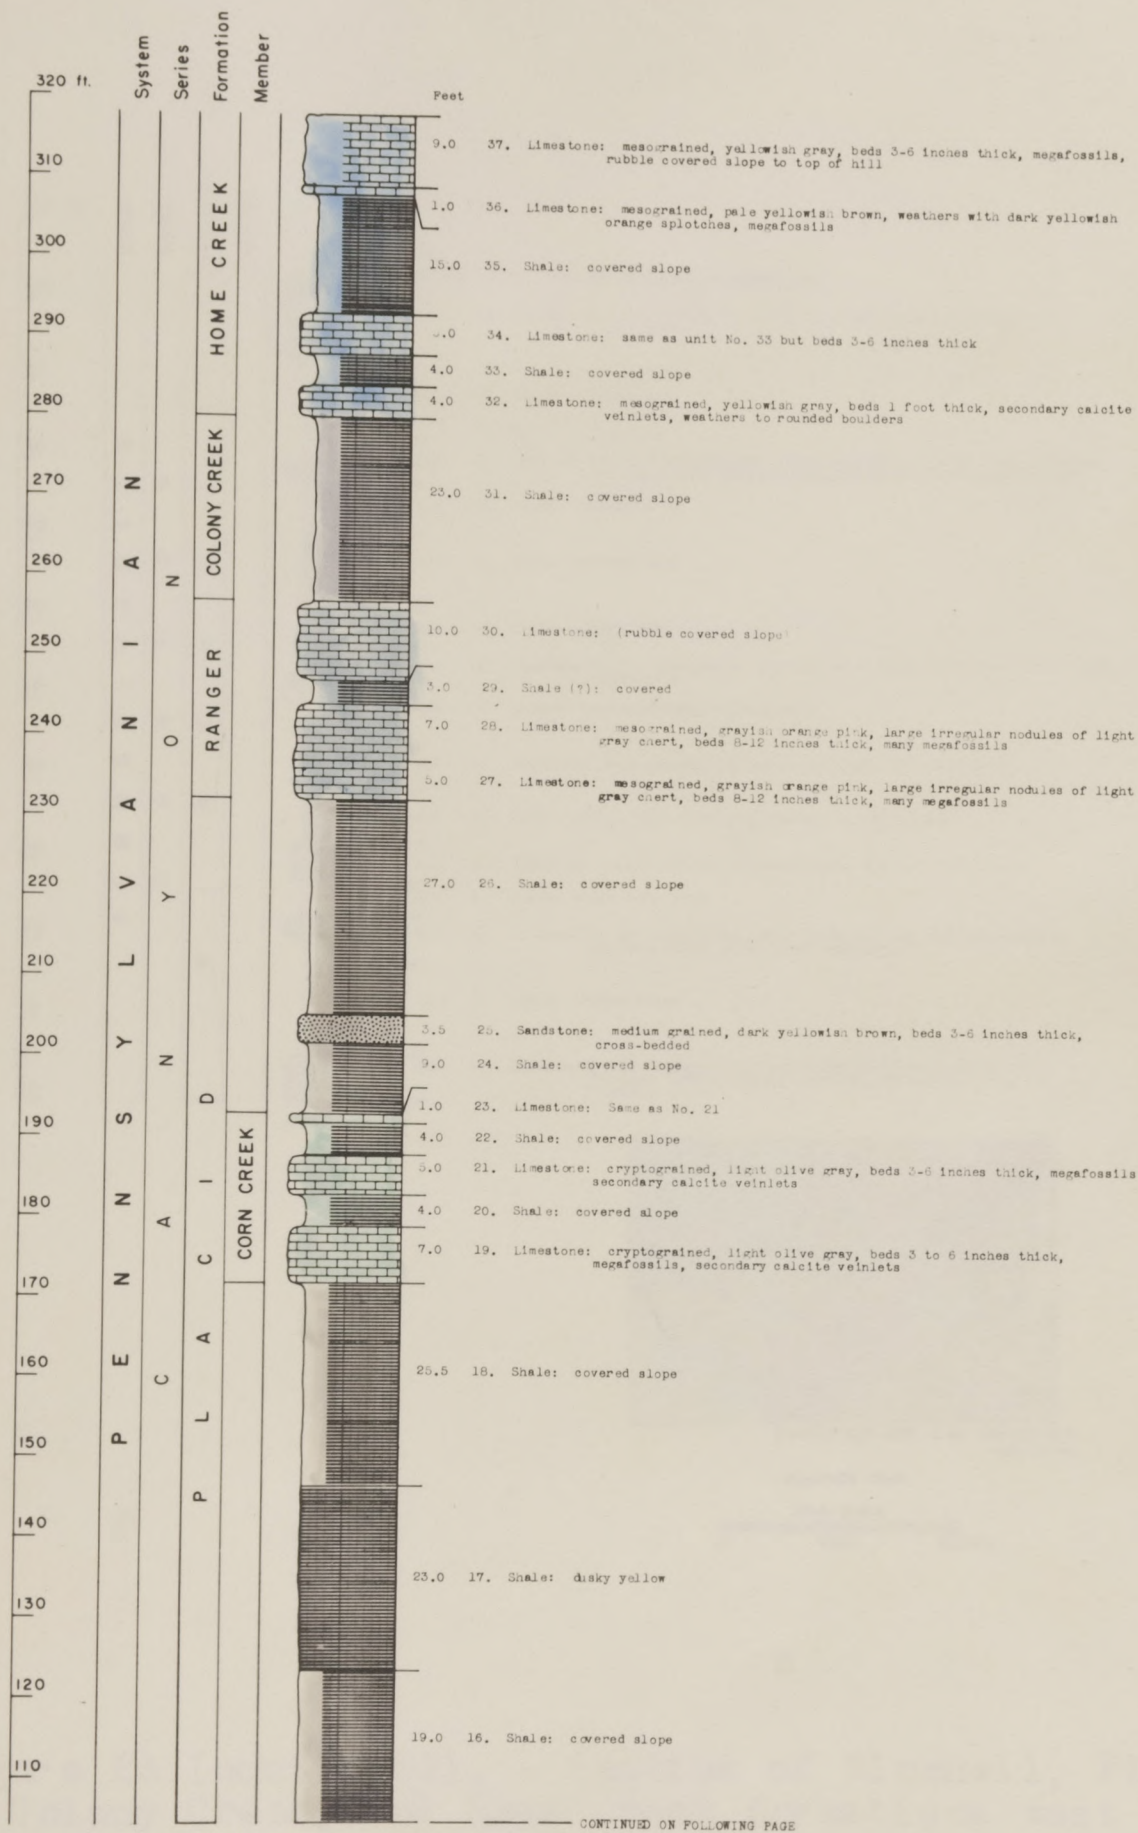 320 ft.
System
Series
Formation
Member
Feet
310
300
290
280
270
260
250
240
230
220
210
200
190
180
170
160
150
140
130
120
110
PENNSYLVANIAN
CANYON
HOME CREEK
COLONY CREEK
RANGER
PLACID
CORN CREEK
9.0 37. Limestone: mesograined, yellowish gray, beds 3-6 inches thick, megafossils,
rubble covered slope to top of hill
1.0 36. Limestone: mesograined, pale yellowish brown, weathers with dark yellowish
orange splotches, megafossils
15.0 35. Shale: covered slope
.0 34. Limestone: same as unit No. 33 but beds 3-6 inches thick
4.0 33. Shale: covered slope
4.0 32. Limestone: mesograined, yellowish gray, beds 1 foot thick, secondary calcite
veinlets, weathers to rounded boulders
23.0 31. Shale: covered slope
10.0 30. Limestone: (rubble covered slope
3.0 29. Shale (?): covered
7.0 28. Limestone: mesograined, grayish orange pink, large irregular nodules of light
gray chert, beds 8-12 inches thick, many megafossils
5.0 27. Limestone: mesograined, grayish orange pink, large irregular nodules of light
gray chert, beds 8-12 inches thick, many megafossils
27.0 26. Shale: covered slope
3.5 25. Sandstone: medium grained, dark yellowish brown, beds 3-6 inches thick,
cross-bedded
9.0 24. Shale: covered slope
1.0 23. Limestone: Same as No. 21
4.0 22. Shale: covered slope
5.0 21. Limestone: cryptograined, light olive gray, beds 3-6 inches thick, megafossils
secondary calcite veinlets
4.0 20. Shale: covered slope
7.0 19. Limestone: cryptograined, light olive gray, beds 3 to 6 inches thick,
megafossils, secondary calcite veinlets
25.5 18. Shale: covered slope
23.0 17. Shale: dusky yellow
19.0 16. Shale: covered slope
CONTINUED ON FOLLOWING PAGE